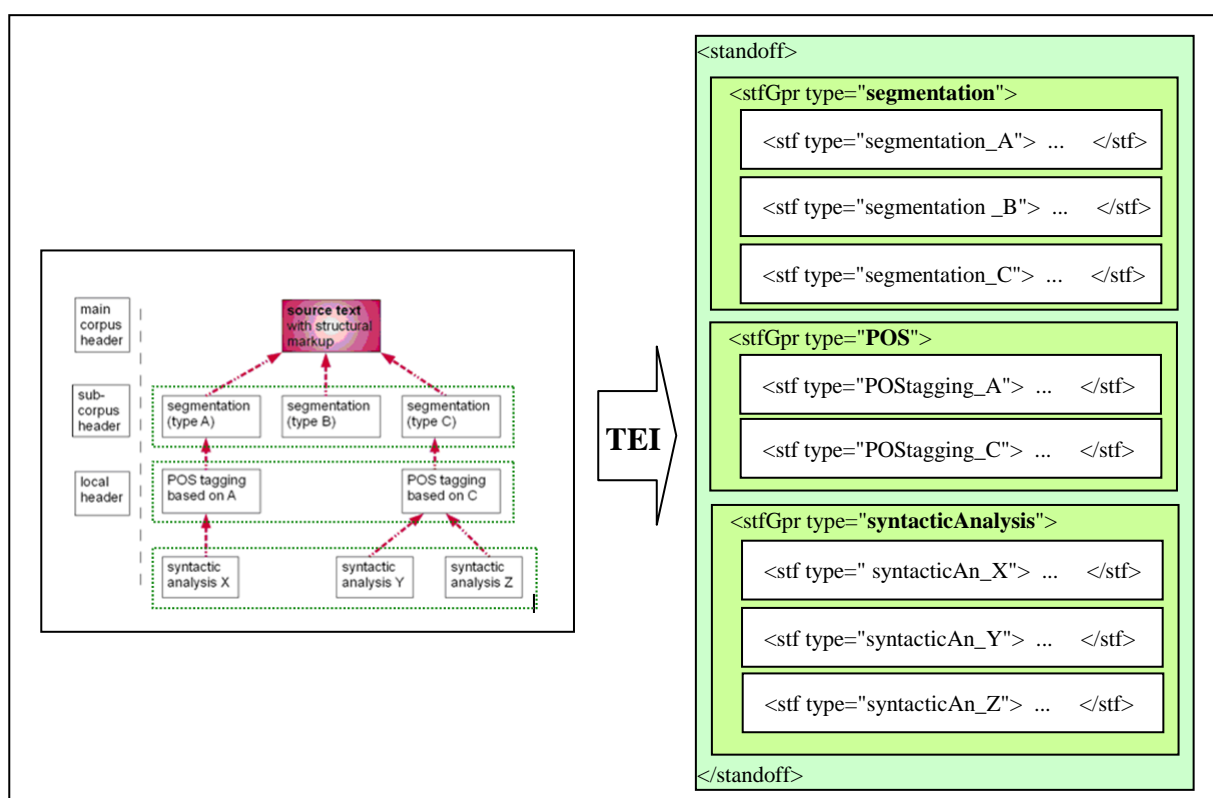 main
corpus
header
source text
with structural
markup
sub-
corpus
header
segmentation
(type A)
segmentation
(type B)
segmentation
(type C)
local
header
POS tagging
based on A
POS tagging
based on C
syntactic
analysis X
syntactic
analysis Y
syntactic
analysis Z
TEI
<standoff>
<stfGpr type="segmentation">
<stf type="segmentation_A"> ... </stf>
<stf type="segmentation _B"> ... </stf>
<stf type="segmentation_C"> ... </stf>
<stfGpr type="POS">
<stf type="POStagging_A"> ... </stf>
<stf type="POStagging_C"> ... </stf>
<stfGpr type="syntacticAnalysis">
<stf type=" syntacticAn_X"> ... </stf>
<stf type="syntacticAn_Y"> ... </stf>
<stf type="syntacticAn_Z"> ... </stf>
</standoff>